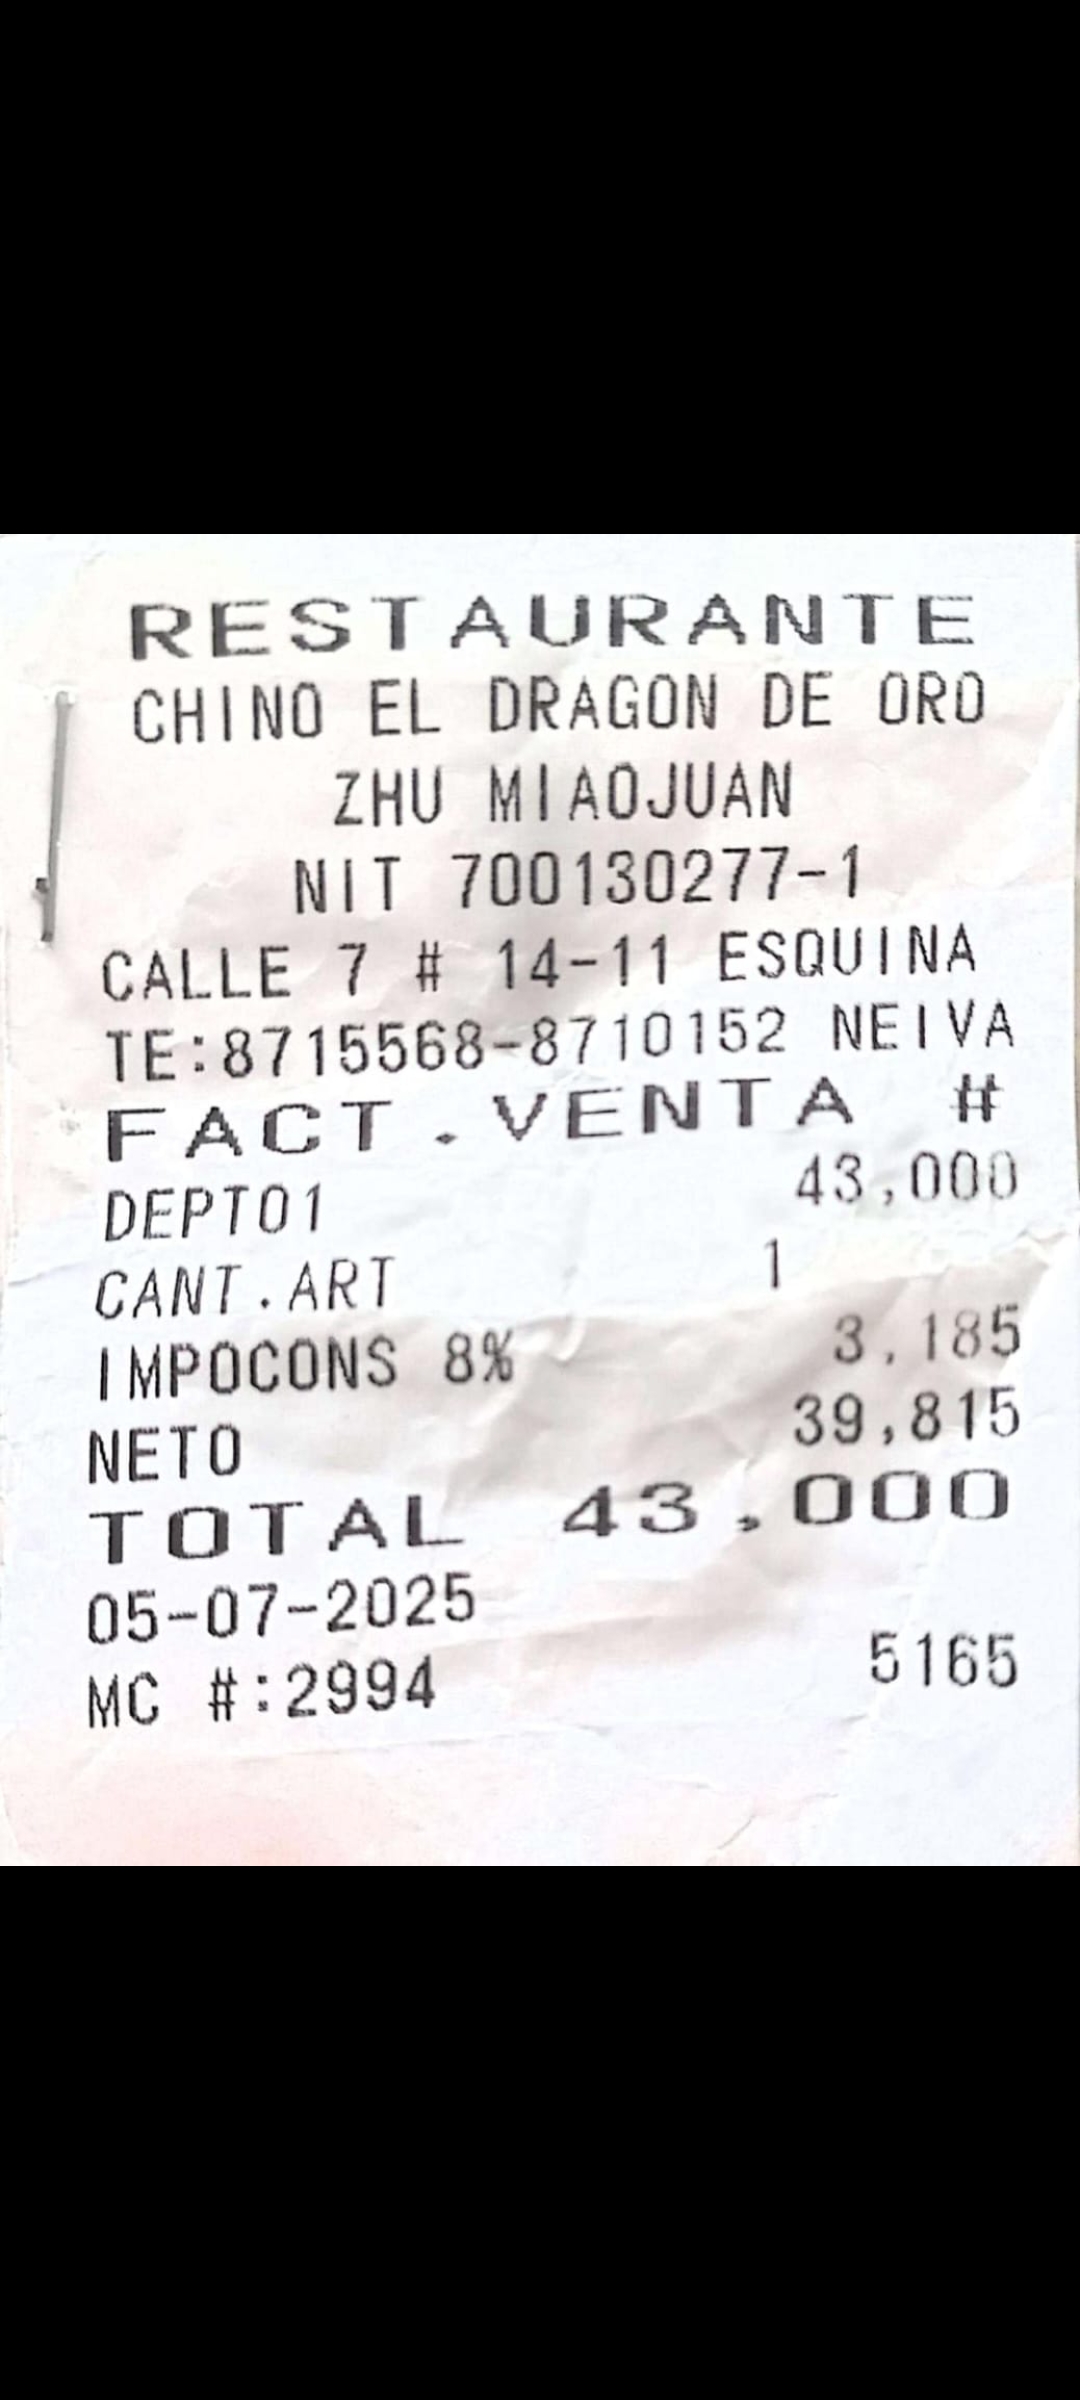 RESTAURANTE
CHINO EL DRAGON DE ORO
ZHU MIAOJUAN
NIT 700130277-1
CALLE 7 # 14-11 ESQUINA
TE:8715568-8710152 NEIVA
FACT.VENTA #
DEPTO1 43,000
CANT.ART 1
IMPOCONS 8% 3,185
NETO 39,815
TOTAL 43,000
05-07-2025
MC #:2994 5165